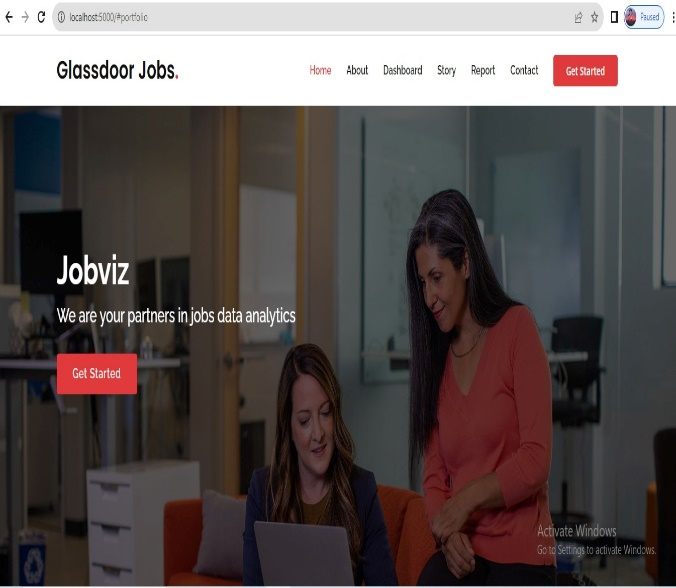 localhost:5000/#portfolio
Paused
Glassdoor Jobs.
Home About Dashboard Story Report Contact Get Started
Jobviz
We are your partners in jobs data analytics
Get Started
Activate Windows
Go to Settings to activate Windows.